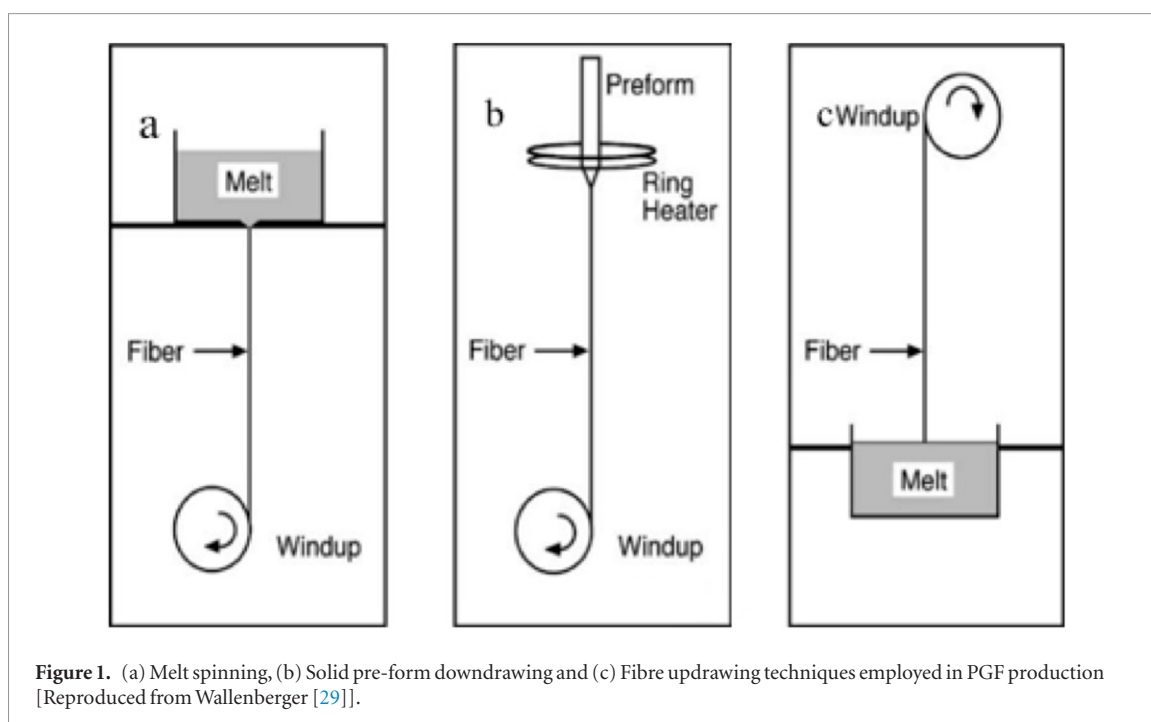 a
Melt
Fiber
Windup
b
Preform
Ring
Heater
Fiber
Windup
c
Windup
Fiber
Melt
Figure 1. (a) Melt spinning, (b) Solid pre-form downdrawing and (c) Fibre updrawing techniques employed in PGF production
[Reproduced from Wallenberger [29]].